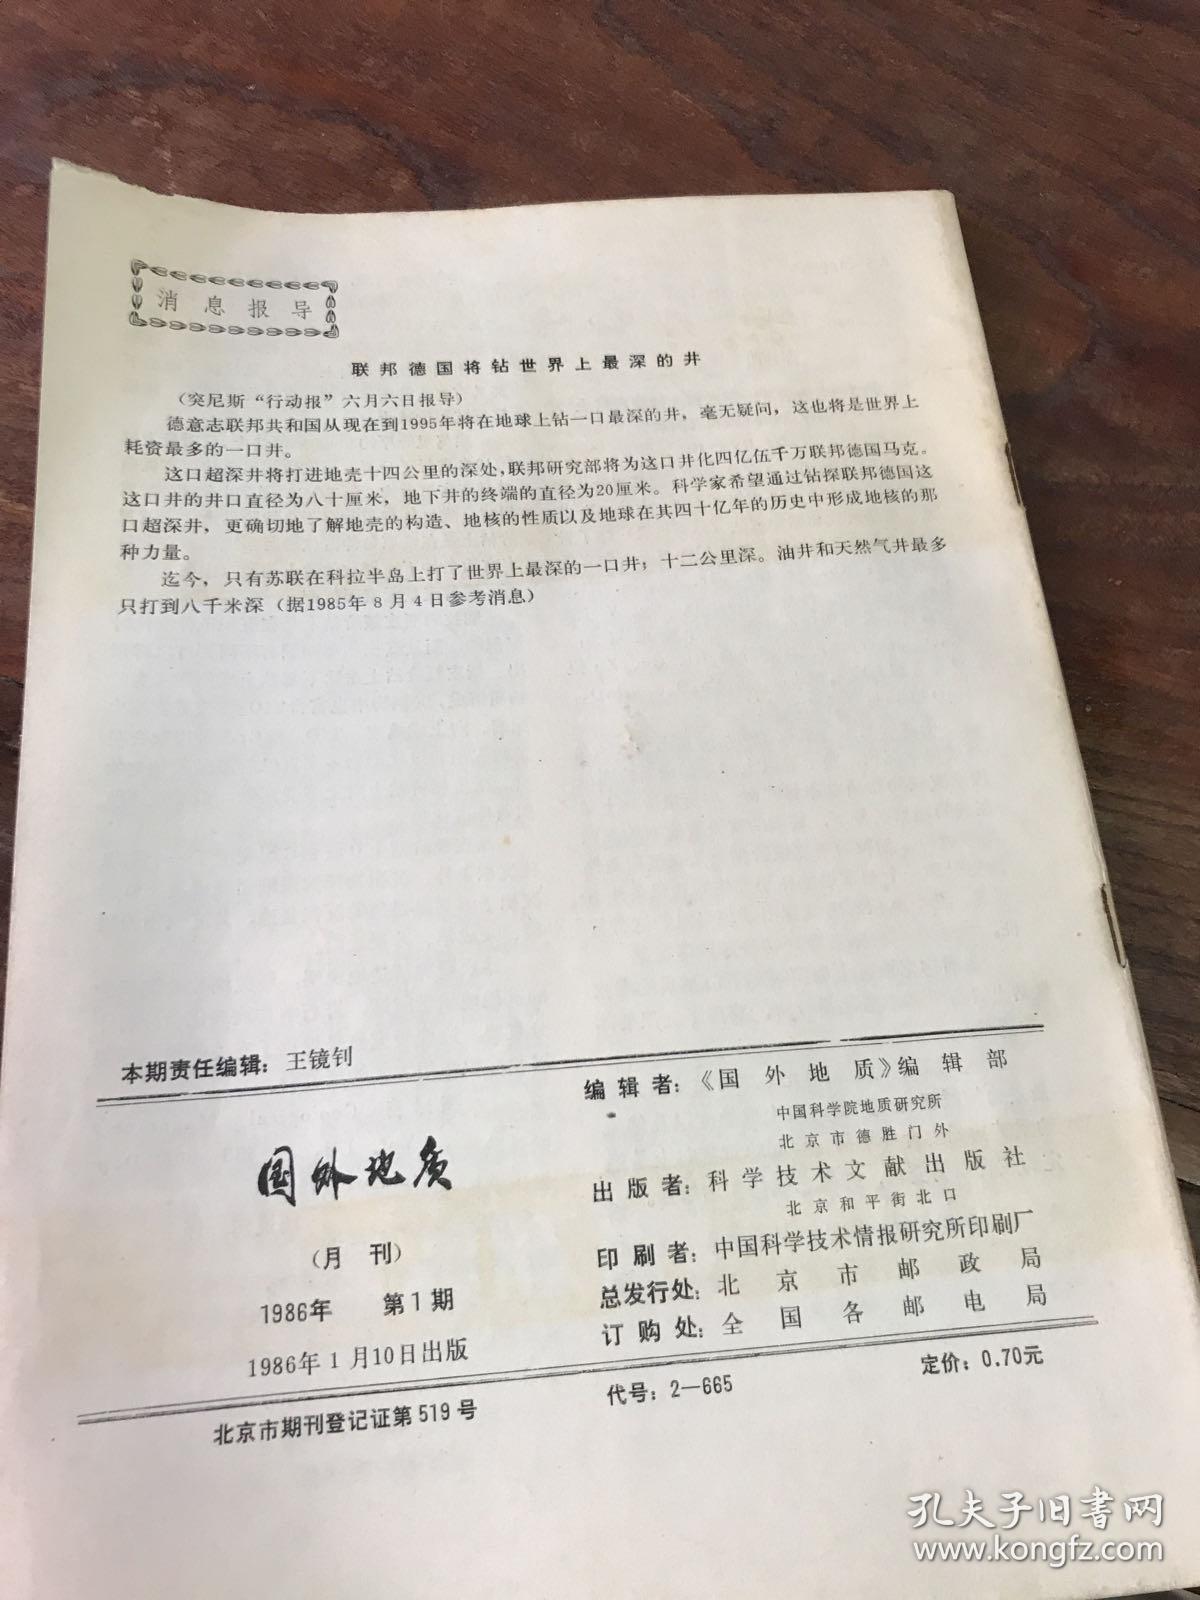 消息报导
联邦德国将钻世界上最深的井
（突尼斯“行动报”六月六日报导）
德意志联邦共和国从现在到1995年将在地球上钻一口最深的井，毫无疑问，这也将是世界上
耗资最多的一口井。
这口超深井将打进地壳十四公里的深处，联邦研究部将为这口井化四亿伍千万联邦德国马克。
这口井的井口直径为八十厘米，地下井的终端的直径为20厘米。科学家希望通过钻探联邦德国这
口超深井，更确切地了解地壳的构造、地核的性质以及地球在其四十亿年的历史中形成地核的那
种力量。
迄今，只有苏联在科拉半岛上打了世界上最深的一口井；十二公里深。油井和天然气井最多
只打到八千米深（据1985年8月4日参考消息）
本期责任编辑：王镜钊
国外地质
（月刊）
1986年 第1期
1986年1月10日出版
编辑者：《国外地质》编辑部
中国科学院地质研究所
北京市德胜门外
出版者：科学技术文献出版社
北京和平街北口
印刷者：中国科学技术情报研究所印刷厂
总发行处：北京市邮政局
订购处：全国各邮电局
北京市期刊登记证第519号
代号：2—665
定价：0.70元
孔夫子旧书网
www.kongfz.com